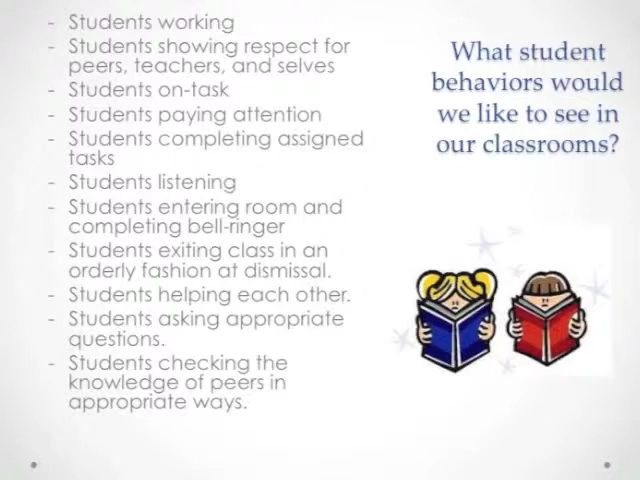 - Students working
- Students showing respect for
peers, teachers, and selves
- Students on-task
- Students paying attention
- Students completing assigned
tasks
- Students listening
- Students entering room and
completing bell-ringer
- Students exiting class in an
orderly fashion at dismissal.
- Students helping each other.
- Students asking appropriate
questions.
- Students checking the
knowledge of peers in
appropriate ways.
What student
behaviors would
we like to see in
our classrooms?